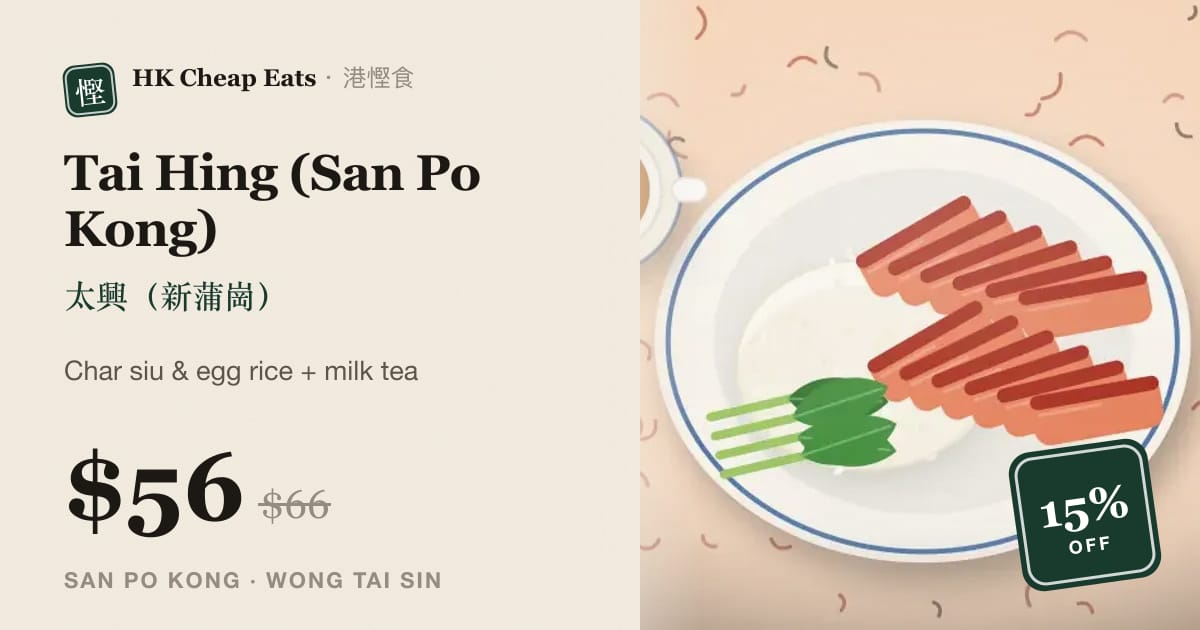 慳
HK Cheap Eats · 港慳食
Tai Hing (San Po
Kong)
太興（新蒲崗）
Char siu & egg rice + milk tea
$56 $66
SAN PO KONG · WONG TAI SIN
15%
OFF